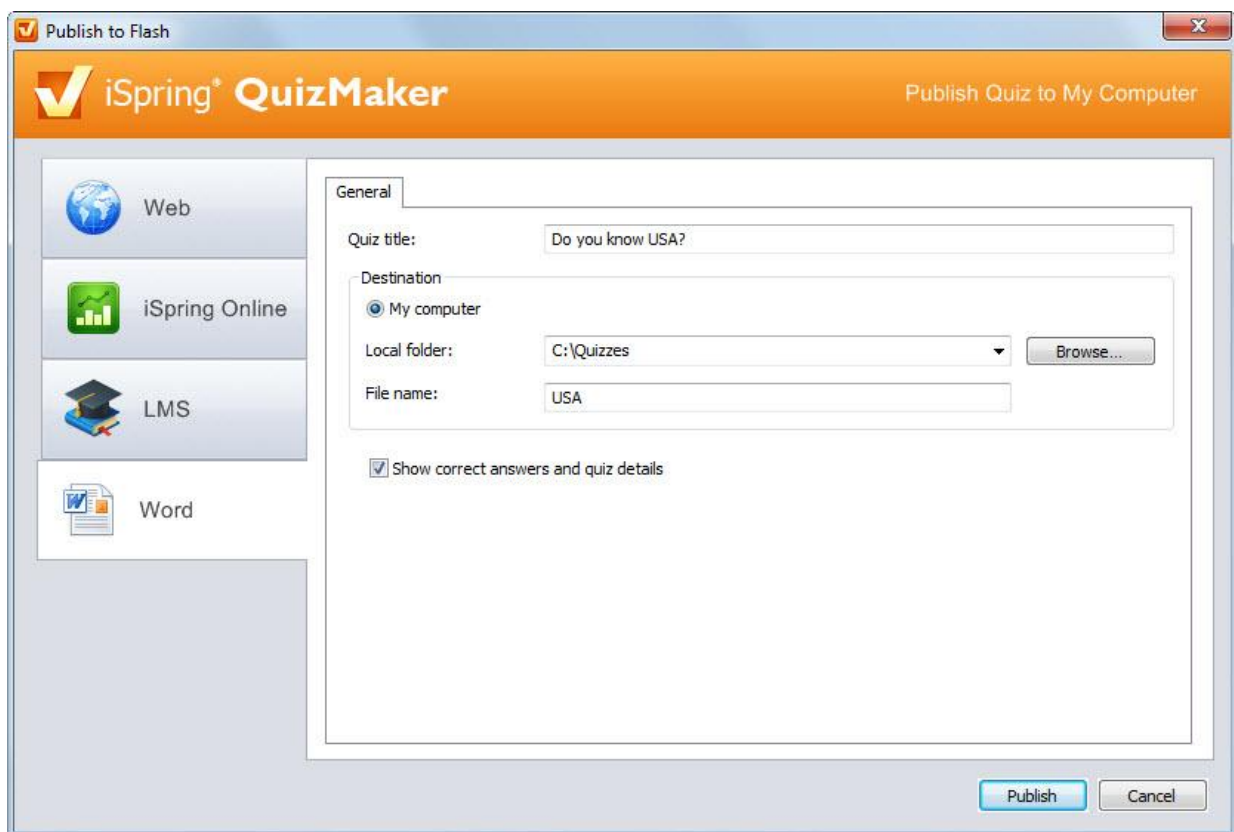 Publish to Flash
iSpring® QuizMaker
Publish Quiz to My Computer
Web
iSpring Online
LMS
Word
General
Quiz title: Do you know USA?
Destination
My computer
Local folder: C:\Quizzes Browse...
File name: USA
Show correct answers and quiz details
Publish Cancel